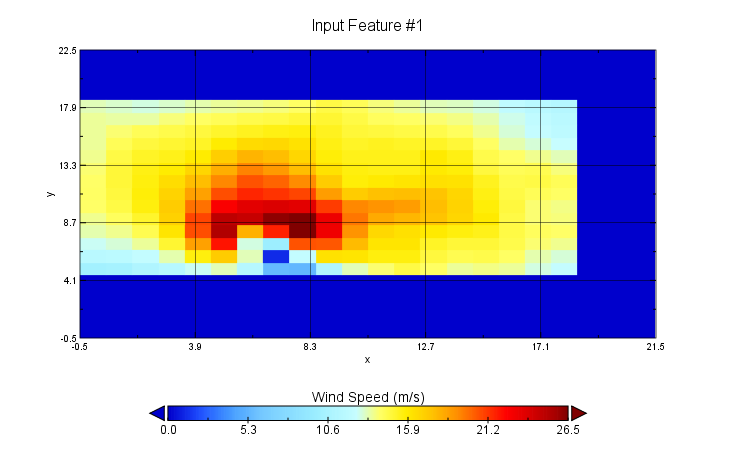 Input Feature #1
22.5
17.9
13.3
y
8.7
4.1
-0.5
-0.5 3.9 8.3 12.7 17.1 21.5
x
Wind Speed (m/s)
0.0 5.3 10.6 15.9 21.2 26.5